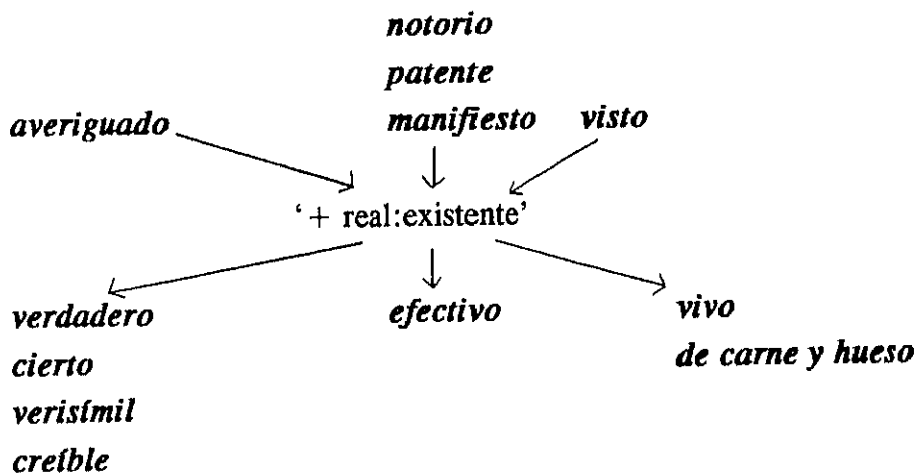 notorio
patente
averiguado manifiesto visto
‘+ real:existente’
verdadero efectivo vivo
cierto de carne y hueso
verisímil
creíble